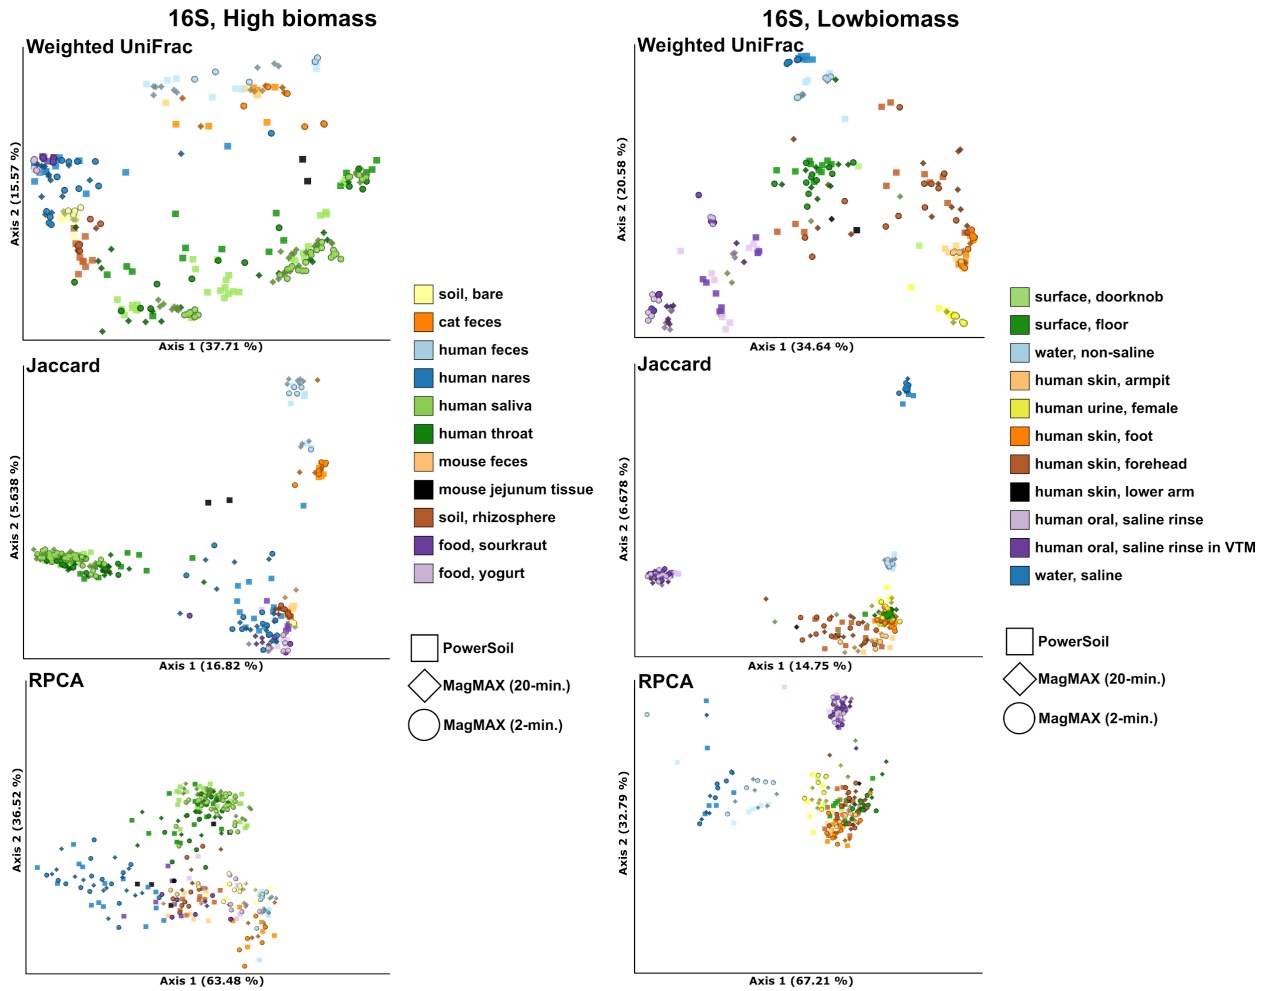 16S, High biomass
Weighted UniFrac
Axis 2 (15.57 %)
Axis 1 (37.71 %)
Jaccard
Axis 2 (5.638 %)
Axis 1 (16.82 %)
RPCA
Axis 2 (36.52 %)
Axis 1 (63.48 %)
soil, bare
cat feces
human feces
human nares
human saliva
human throat
mouse feces
mouse jejunum tissue
soil, rhizosphere
food, sourkraut
food, yogurt
PowerSoil
MagMAX (20-min.)
MagMAX (2-min.)
16S, Lowbiomass
Weighted UniFrac
Axis 2 (20.58 %)
Axis 1 (34.64 %)
Jaccard
Axis 2 (6.678 %)
Axis 1 (14.75 %)
RPCA
Axis 2 (32.79 %)
Axis 1 (67.21 %)
surface, doorknob
surface, floor
water, non-saline
human skin, armpit
human urine, female
human skin, foot
human skin, forehead
human skin, lower arm
human oral, saline rinse
human oral, saline rinse in VTM
water, saline
PowerSoil
MagMAX (20-min.)
MagMAX (2-min.)